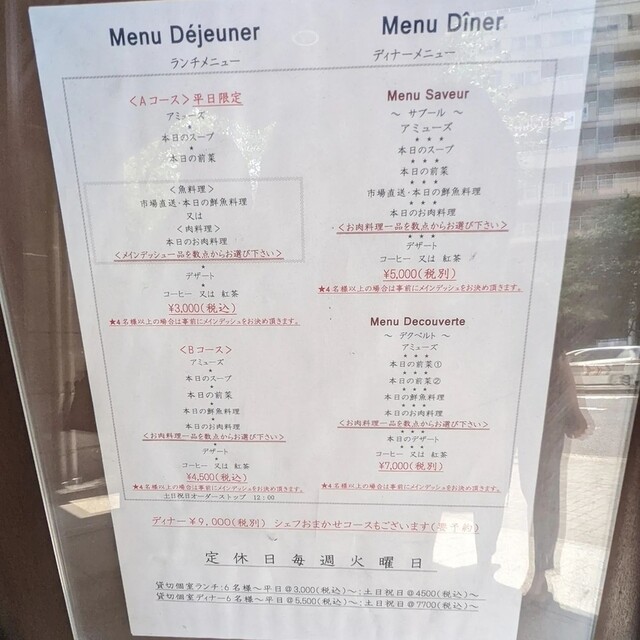 Menu Déjeuner
ランチメニュー
<Aコース>平日限定
アミューズ
*
本日のスープ
*
本日の前菜
<魚料理>
市場直送・本日の鮮魚料理
又は
<肉料理>
本日のお肉料理
<メインデッシュ一品を数点からお選び下さい>
*
デザート
*
コーヒー 又は 紅茶
¥3,000(税込)
★4名様以上の場合は事前にメインデッシュをお決め頂きます。
<Bコース>
アミューズ
*
本日のスープ
*
本日の前菜
*
本日の鮮魚料理
*
本日のお肉料理
<お肉料理一品を数点からお選び下さい>
*
デザート
*
コーヒー 又は 紅茶
¥4,500(税込)
★4名様以上の場合は事前にメインデッシュをお決め頂きます。
土日祝日オーダーストップ 12:00
Menu Dîner
ディナーメニュー
Menu Saveur
～ サブール ～
アミューズ
***
本日のスープ
***
本日の前菜
***
市場直送・本日の鮮魚料理
***
本日のお肉料理
<お肉料理一品を数点からお選び下さい>
***
デザート
コーヒー 又は 紅茶
¥5,000(税別)
★4名様以上の場合は事前にメインデッシュをお決め頂きます。
Menu Decouverte
～ デクベルト ～
アミューズ
***
本日の前菜①
***
本日の前菜②
***
本日の鮮魚料理
***
本日のお肉料理
<お肉料理一品を数点からお選び下さい>
***
本日のデザート
***
コーヒー 又は 紅茶
¥7,000(税別)
★4名様以上の場合は事前にメインデッシュをお決め頂きます。
ディナー¥9,000(税別) シェフおまかせコースもございます(要予約)
定休日毎週火曜日
貸切個室ランチ・6名様～平日@3,000(税込)～:土日祝日@4500(税込)～
貸切個室ディナー6名様～平日@5,500(税込)～:土日祝日@7700(税込)～